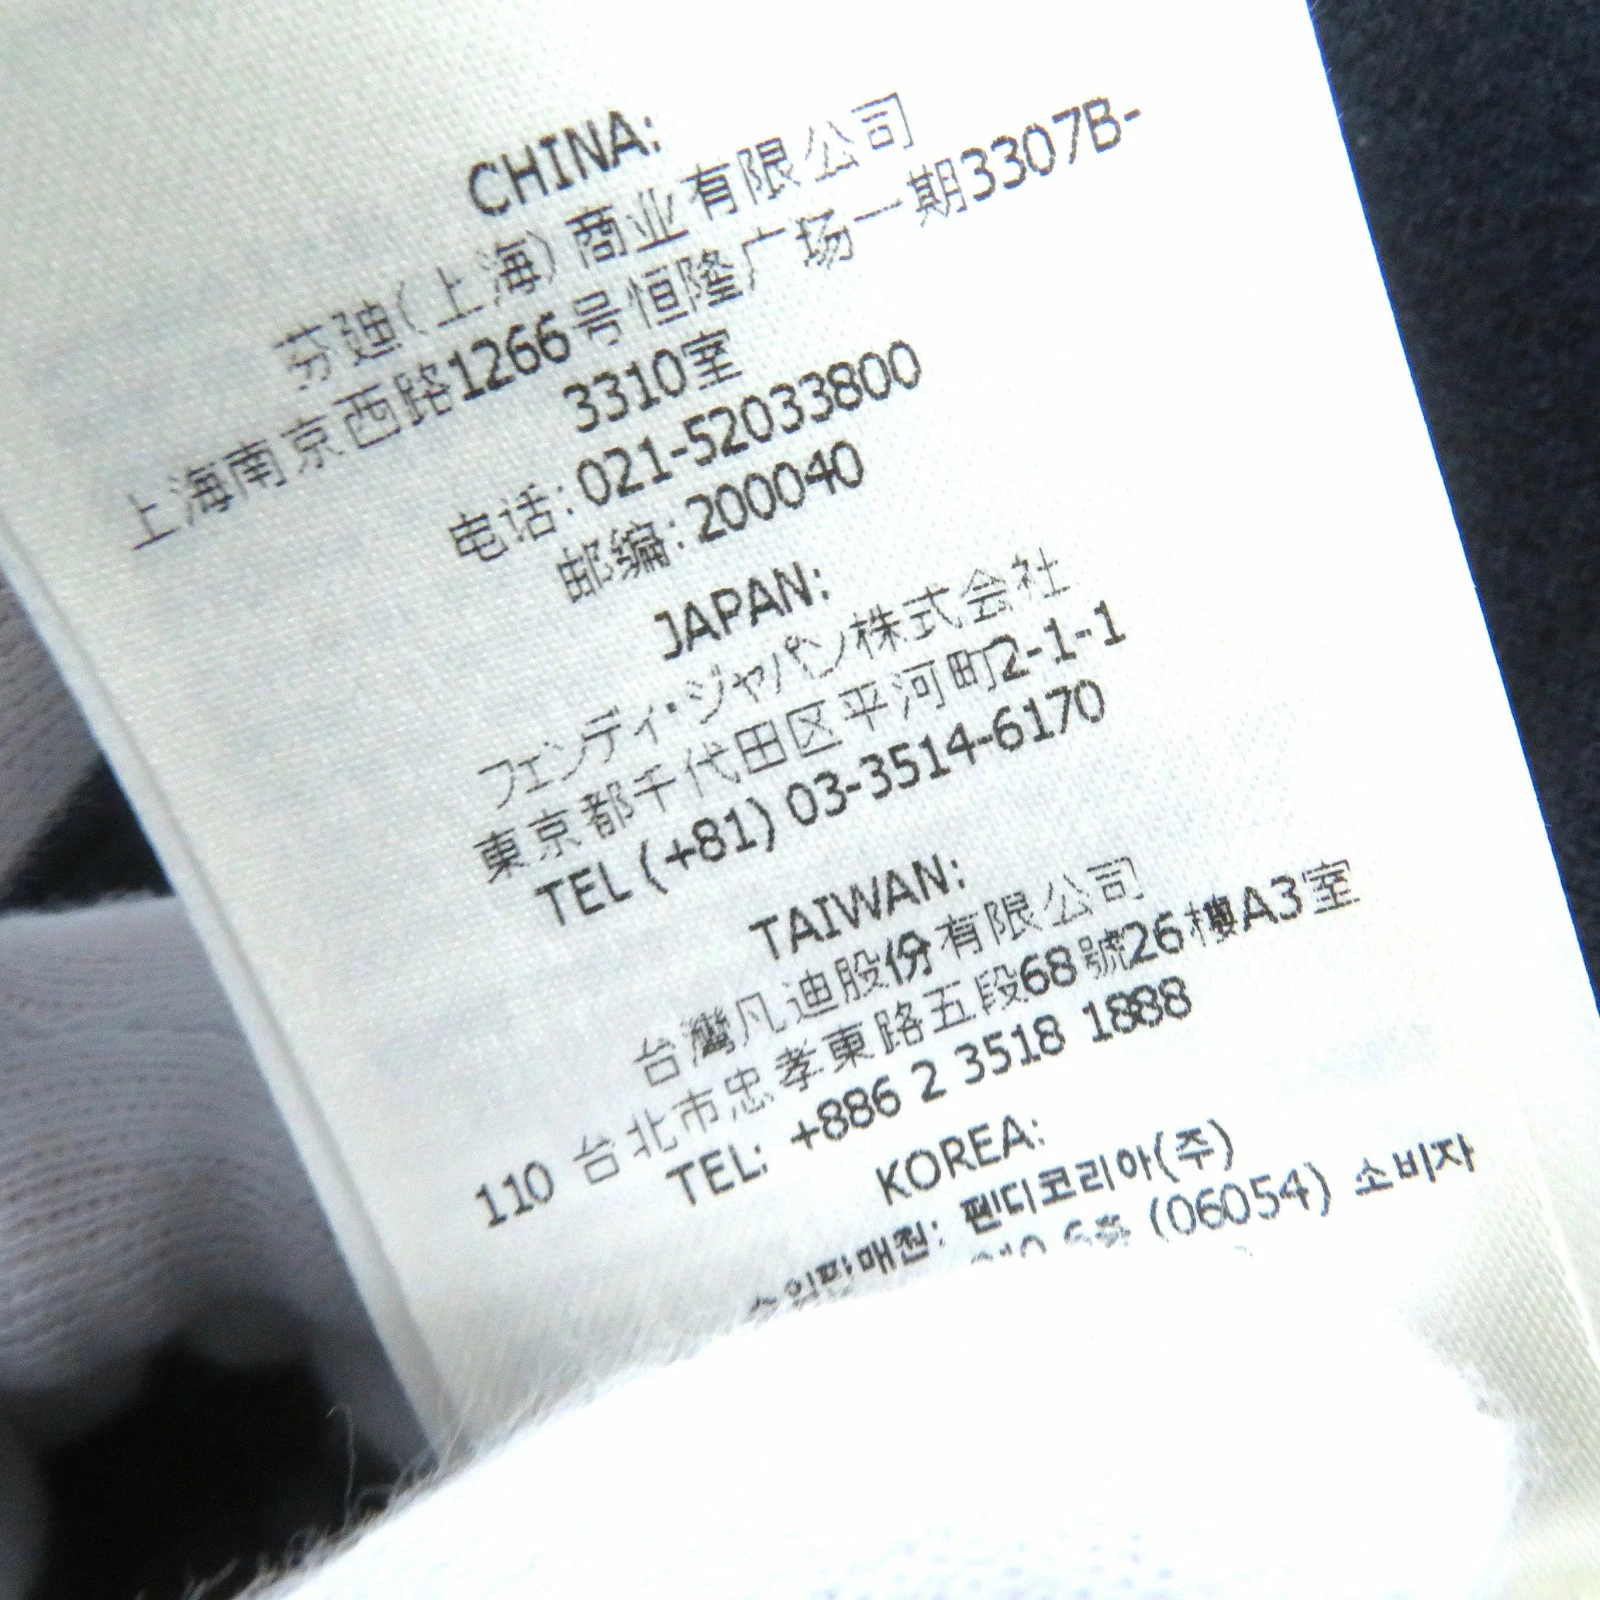 CHINA:
芬迪(上海)商业有限公司
上海南京西路1266号恒隆广场一期3307B-
3310室
电话:021-52033800
邮编:200040
JAPAN:
フェンディ・ジャパン株式会社
東京都千代田区平河町2-1-1
TEL (+81) 03-3514-6170
TAIWAN:
台灣凡迪股份有限公司
110 台北市忠孝東路五段68號26樓A3室
TEL: +886 2 3518 1888
KOREA:
펜디코리아(주)
(06054) 소비자